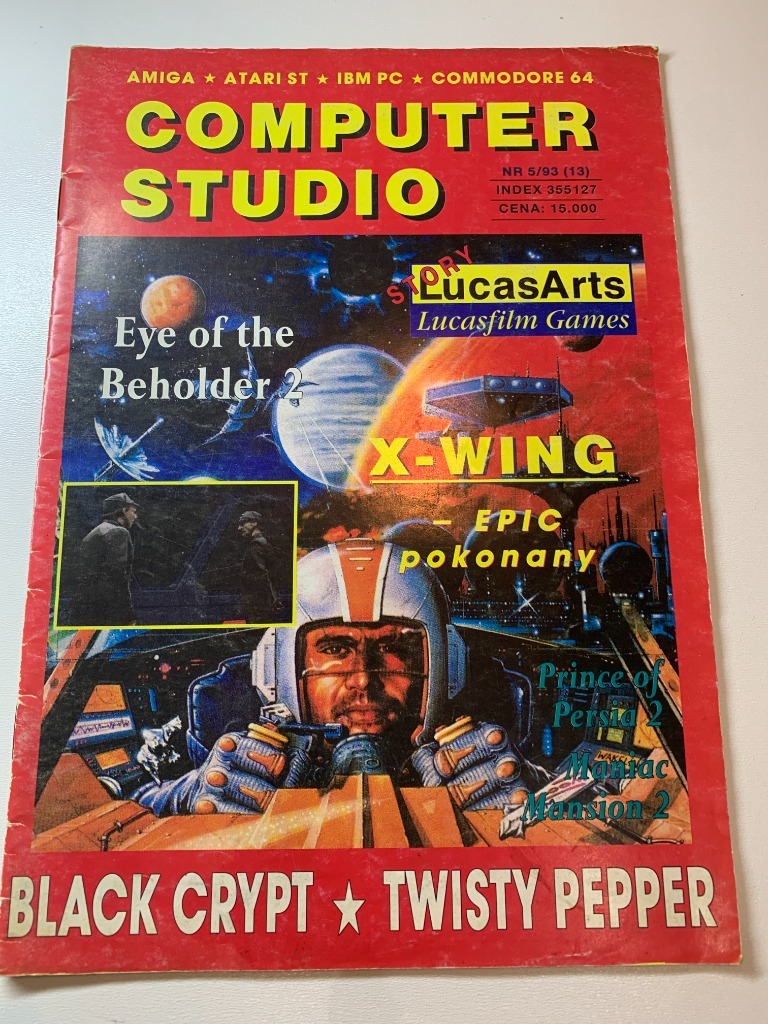 AMIGA ★ ATARI ST ★ IBM PC ★ COMMODORE 64
COMPUTER
STUDIO
NR 5/93 (13)
INDEX 355127
CENA: 15.000
STORY
LucasArts
Lucasfilm Games
Eye of the
Beholder 2
X-WING
– EPIC
pokonany
Prince of
Persia 2
Maniac
Mansion 2
BLACK CRYPT ★ TWISTY PEPPER